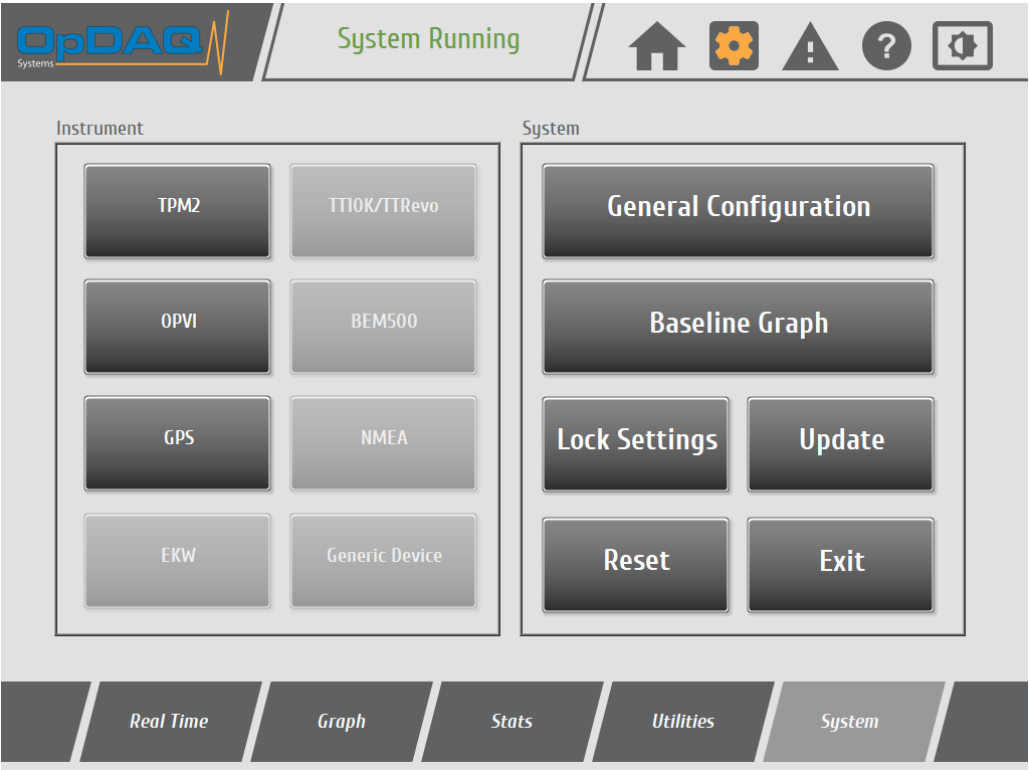 OpDAQ
Systems
System Running
?
Instrument
System
TPM2
TT10K/TTRevo
General Configuration
OPVI
BEM500
Baseline Graph
GPS
NMEA
Lock Settings
Update
EKW
Generic Device
Reset
Exit
Real Time
Graph
Stats
Utilities
System